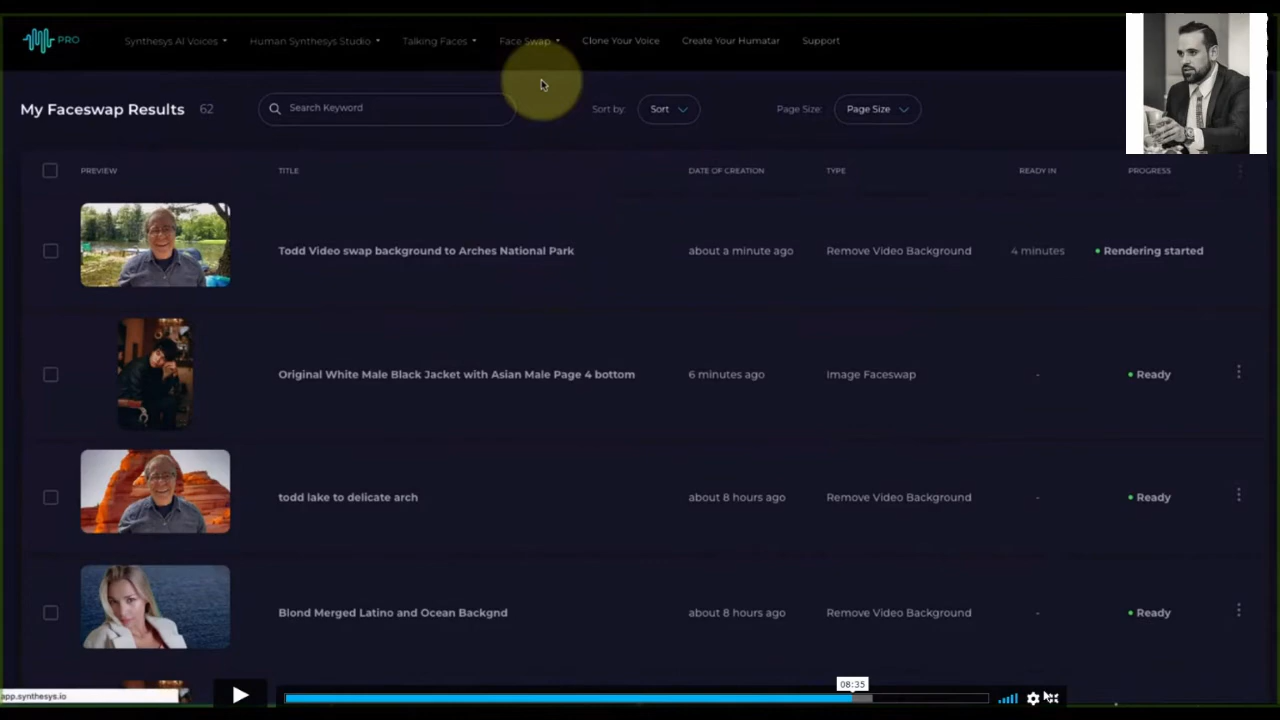 PRO Synthesys AI Voices Human Synthesys Studio Talking Faces Face Swap Clone Your Voice Create Your Humatar Support
My Faceswap Results 62 Search Keyword Sort by: Sort Page Size: Page Size
PREVIEW TITLE DATE OF CREATION TYPE READY IN PROGRESS
Todd Video swap background to Arches National Park about a minute ago Remove Video Background 4 minutes Rendering started
Original White Male Black Jacket with Asian Male Page 4 bottom 6 minutes ago Image Faceswap - Ready
todd lake to delicate arch about 8 hours ago Remove Video Background - Ready
Blond Merged Latino and Ocean Backgnd about 8 hours ago Remove Video Background - Ready
08:35
app.synthesys.io